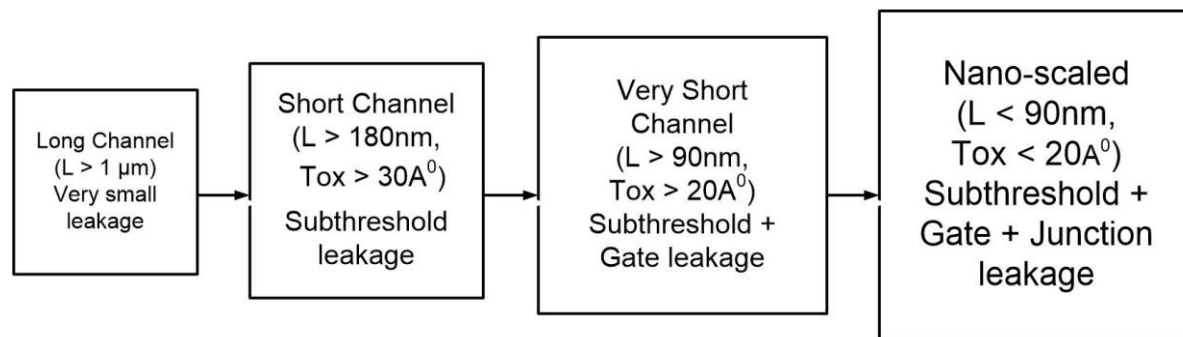 Long Channel
(L > 1 µm)
Very small
leakage
Short Channel
(L > 180nm,
Tox > 30A⁰)
Subthreshold
leakage
Very Short
Channel
(L > 90nm,
Tox > 20A⁰)
Subthreshold +
Gate leakage
Nano-scaled
(L < 90nm,
Tox < 20A⁰)
Subthreshold +
Gate + Junction
leakage